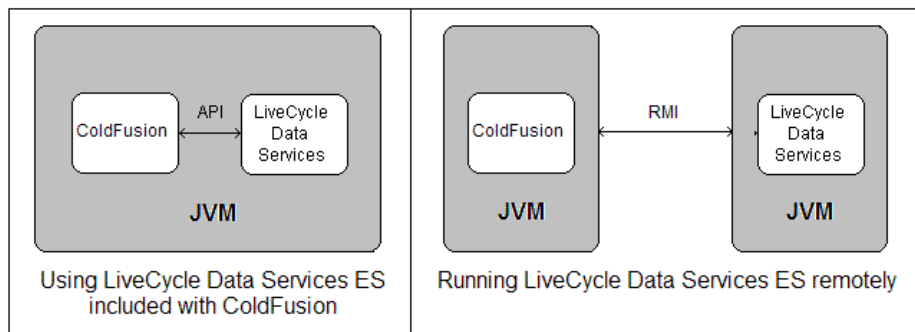 ColdFusion
API
LiveCycle
Data
Services
JVM
Using LiveCycle Data Services ES
included with ColdFusion
ColdFusion
JVM
RMI
LiveCycle
Data
Services
JVM
Running LiveCycle Data Services ES remotely